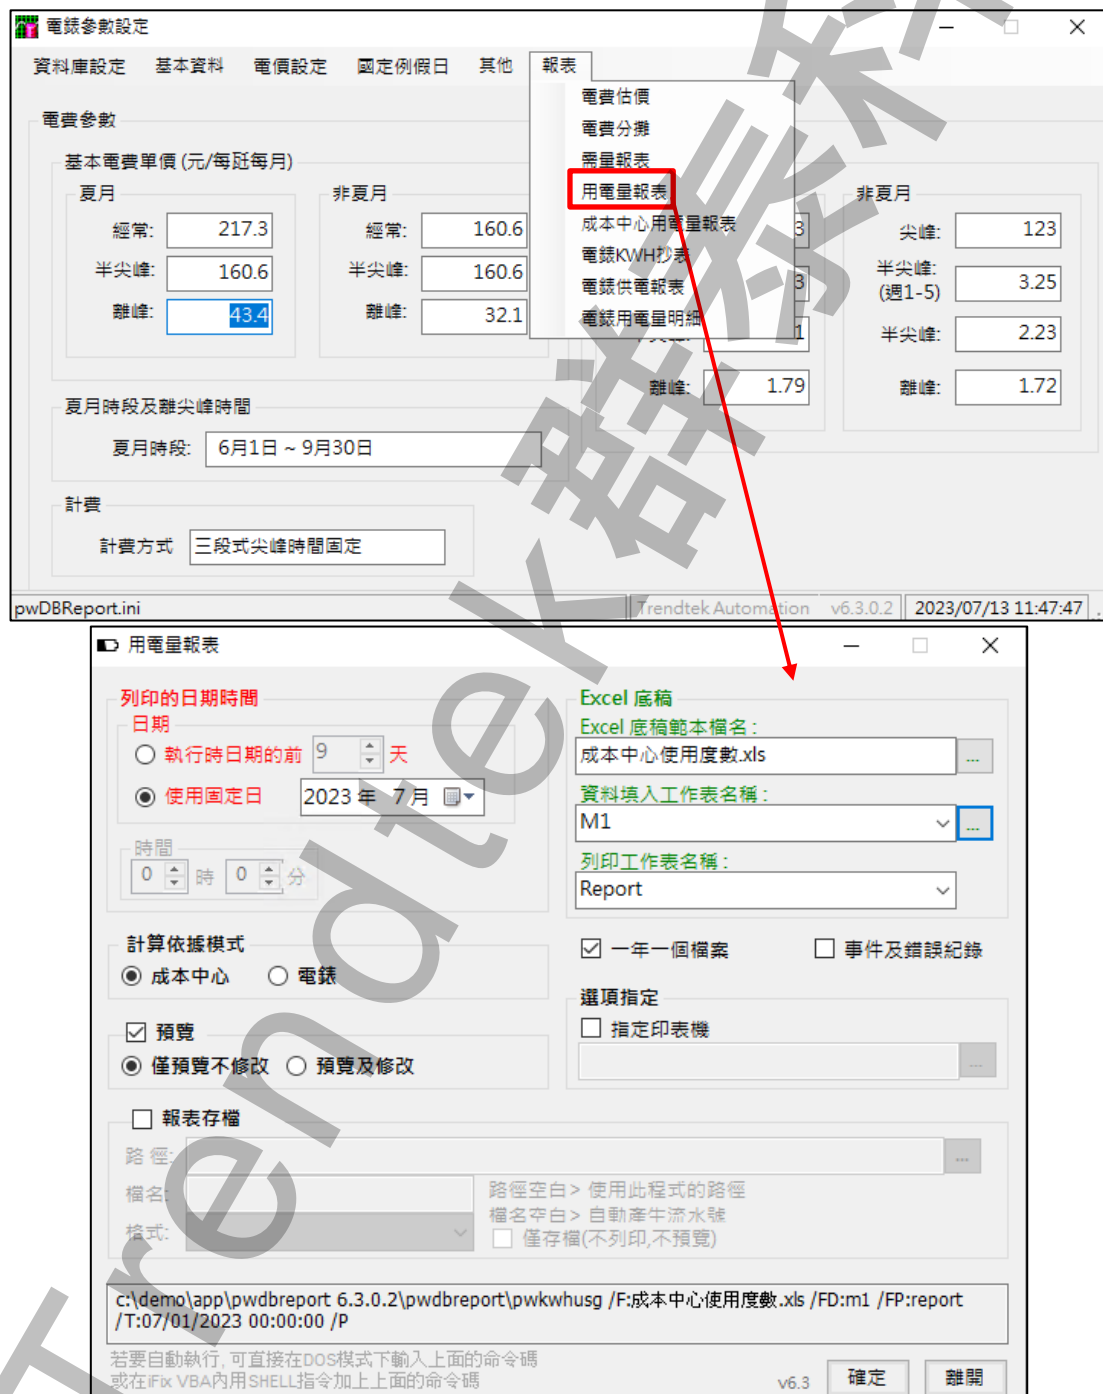 電錶參數設定
資料庫設定 基本資料 電價設定 國定例假日 其他 報表
電費估價
電費分攤
需量報表
用電量報表
成本中心用電量報表
電錶KWH抄表
電錶供電報表
電錶用電量明細
電費參數
基本電費單價 (元/每瓩每月)
夏月 非夏月 非夏月
經常: 217.3 經常: 160.6 3 尖峰: 123
半尖峰: 160.6 半尖峰: 160.6 3 半尖峰: (週1-5) 3.25
離峰: 43.4 離峰: 32.1 1 半尖峰: 2.23
離峰: 1.79 離峰: 1.72
夏月時段及離尖峰時間
夏月時段: 6月1日 ~ 9月30日
計費
計費方式 三段式尖峰時間固定
pwDBReport.ini Trendtek Automation v6.3.0.2 2023/07/13 11:47:47
用電量報表
列印的日期時間
日期
執行時日期的前 9 天
使用固定日 2023 年 7月
時間
0 時 0 分
Excel 底稿
Excel 底稿範本檔名 :
成本中心使用度數.xls ...
資料填入工作表名稱 :
M1 ...
列印工作表名稱 :
Report
計算依據模式
成本中心 電錶
一年一個檔案 事件及錯誤紀錄
選項指定
指定印表機
...
預覽
僅預覽不修改 預覽及修改
報表存檔
路 徑: ...
檔名:
格式:
路徑空白> 使用此程式的路徑
檔名空白> 自動產生流水號
僅存檔(不列印,不預覽)
c:\demo\app\pwdbreport 6.3.0.2\pwdbreport\pwkwhusg /F:成本中心使用度數.xls /FD:m1 /FP:report
/T:07/01/2023 00:00:00 /P
若要自動執行, 可直接在DOS模式下輸入上面的命令碼
或在iFix VBA內用SHELL指令加上上面的命令碼
v6.3 確定 離開
Trendtek群泰科